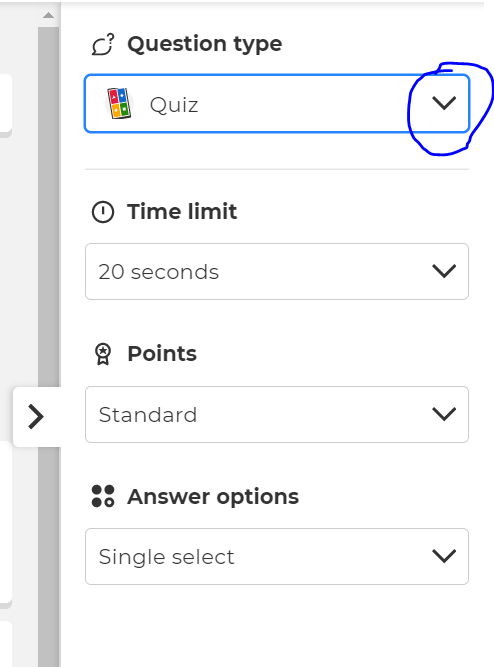 Question type
Quiz
Time limit
20 seconds
Points
Standard
Answer options
Single select